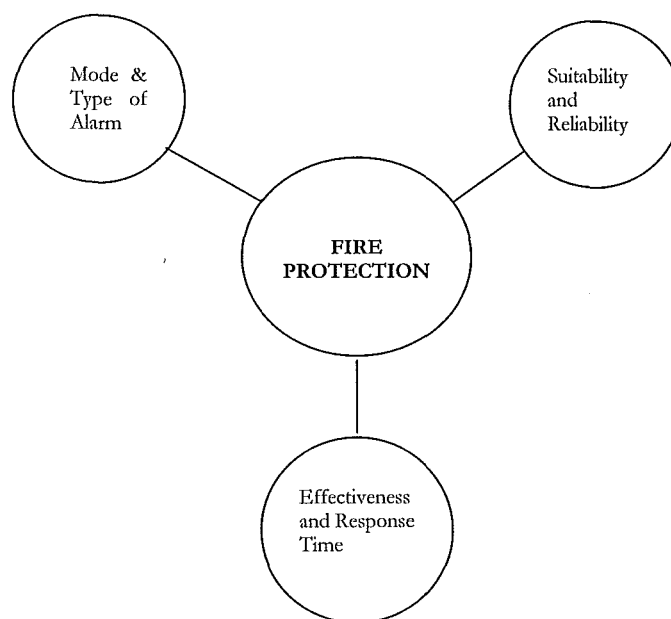 Mode &
Type of
Alarm
Suitability
and
Reliability
FIRE
PROTECTION
Effectiveness
and Response
Time